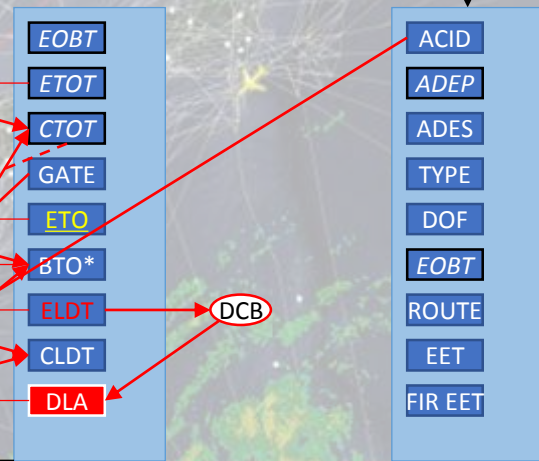 EOBT
ETOT
CTOT
GATE
ETO
BTO*
ELDT
CLDT
DLA
DCB
ACID
ADEP
ADES
TYPE
DOF
EOBT
ROUTE
EET
FIR EET